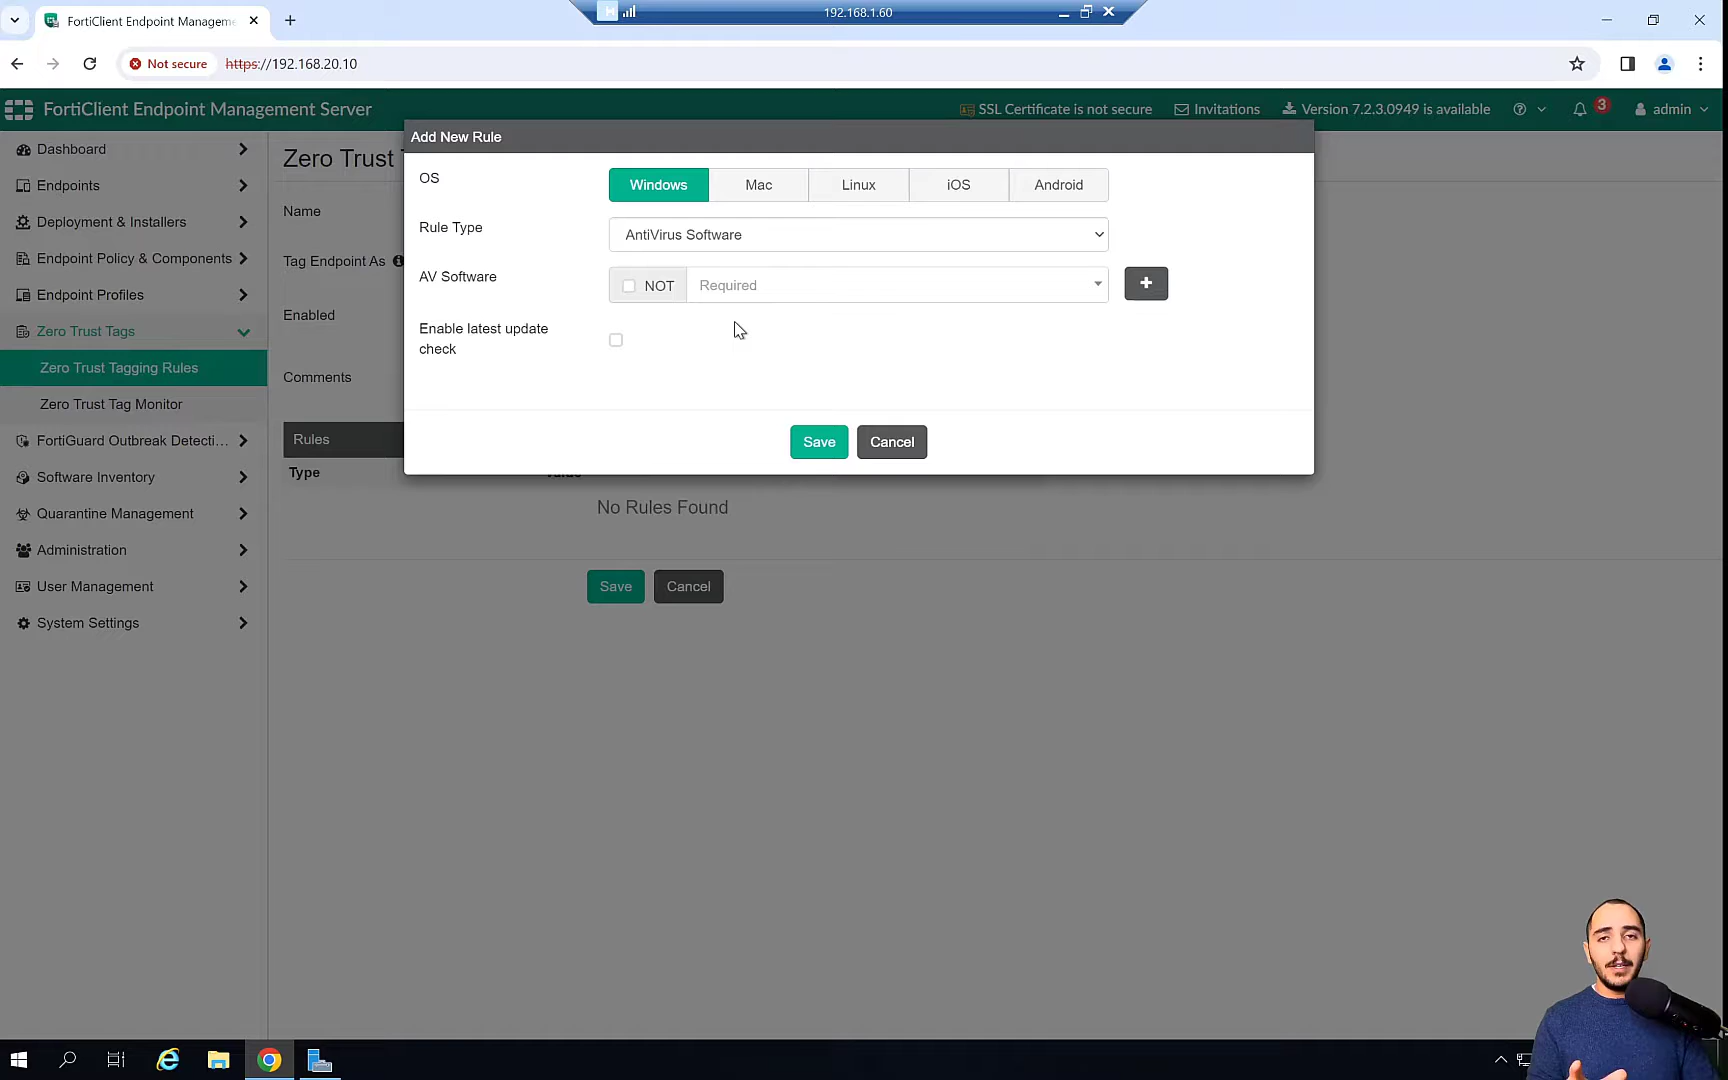 FortiClient Endpoint Manageme
192.168.1.60
Not secure
https://192.168.20.10
FortiClient Endpoint Management Server
SSL Certificate is not secure
Invitations
Version 7.2.3.0949 is available
3
admin
Dashboard
Endpoints
Deployment & Installers
Endpoint Policy & Components
Endpoint Profiles
Zero Trust Tags
Zero Trust Tagging Rules
Zero Trust Tag Monitor
FortiGuard Outbreak Detecti...
Software Inventory
Quarantine Management
Administration
User Management
System Settings
Zero Trust
Name
Tag Endpoint As
Enabled
Comments
Rules
Type
Value
No Rules Found
Save
Cancel
Add New Rule
OS
Windows
Mac
Linux
iOS
Android
Rule Type
AntiVirus Software
AV Software
NOT
Required
Enable latest update
check
Save
Cancel